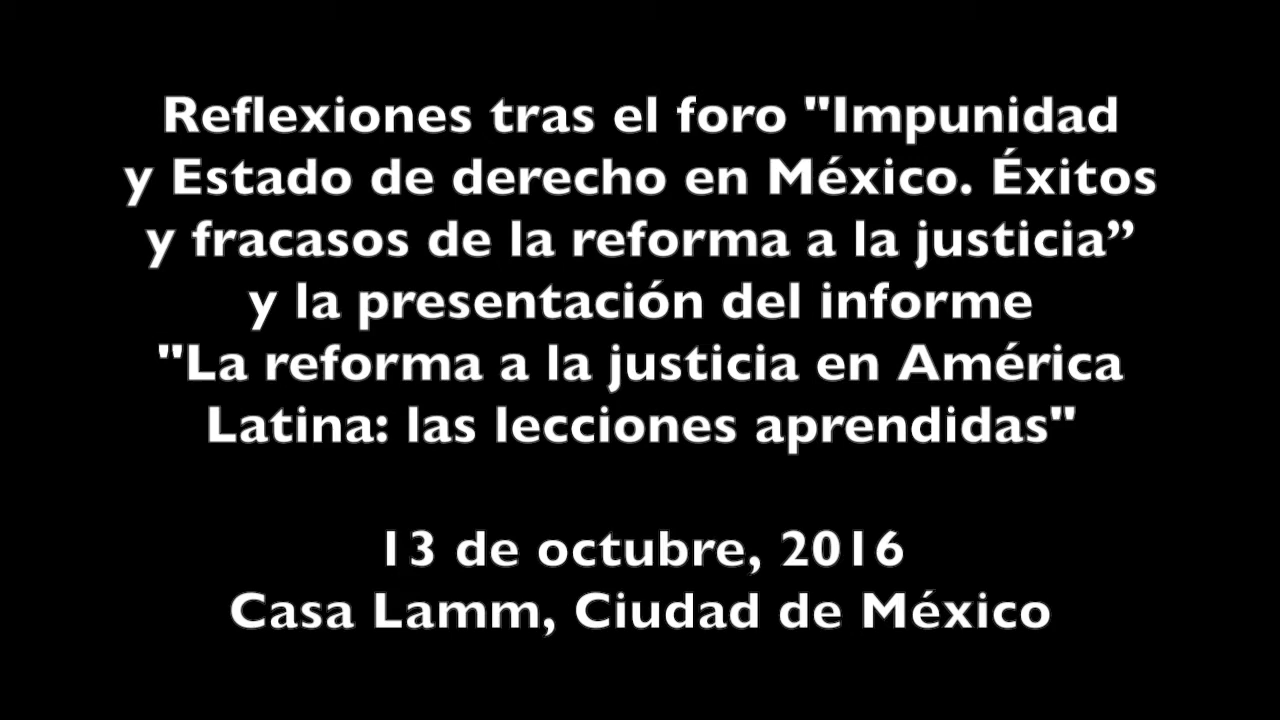 Reflexiones tras el foro "Impunidad
y Estado de derecho en México. Éxitos
y fracasos de la reforma a la justicia”
y la presentación del informe
"La reforma a la justicia en América
Latina: las lecciones aprendidas"
13 de octubre, 2016
Casa Lamm, Ciudad de México